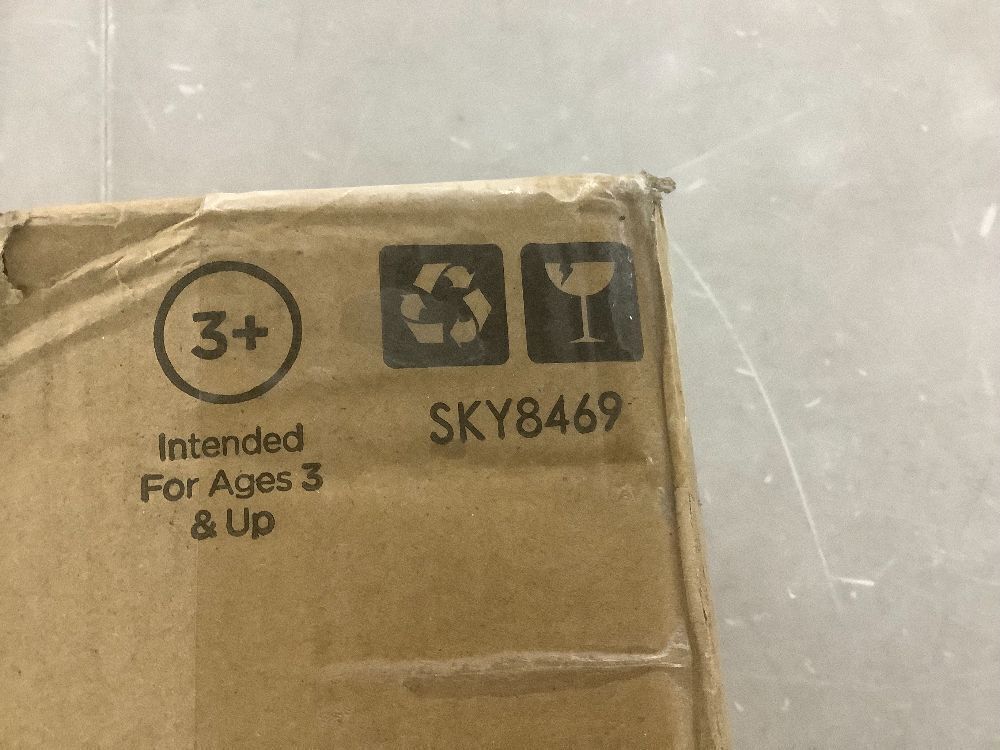 3+
Intended
For Ages 3
& Up
SKY8469